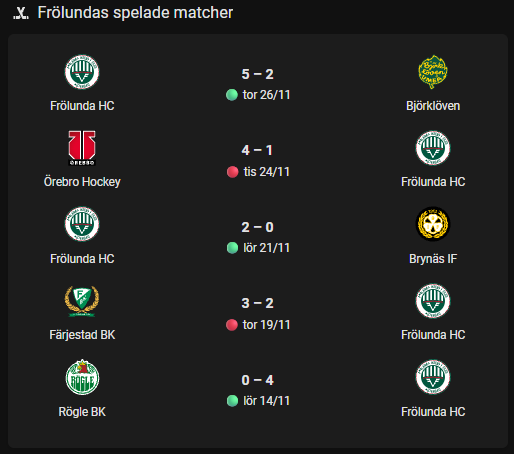 Frölundas spelade matcher
5 – 2
tor 26/11
Frölunda HC
Björklöven
4 – 1
tis 24/11
ÖREBRO
Örebro Hockey
Frölunda HC
2 – 0
lör 21/11
Frölunda HC
Brynäs IF
3 – 2
tor 19/11
Färjestad BK
Frölunda HC
0 – 4
lör 14/11
RÖGLE
Rögle BK
Frölunda HC